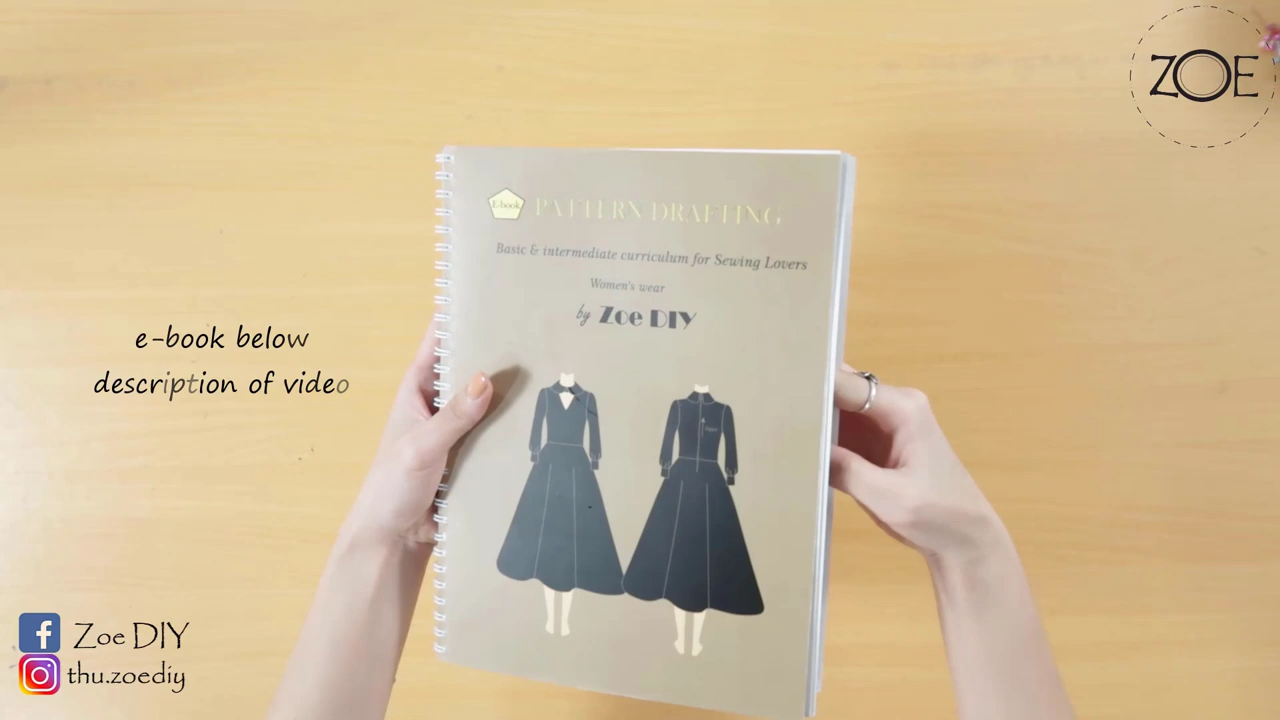 ZOE
E-book
PATTERN DRAFTING
Basic & intermediate curriculum for Sewing Lovers
Women's wear
by Zoe DIY
e-book below
description of video
Zoe DIY
thu.zoediy